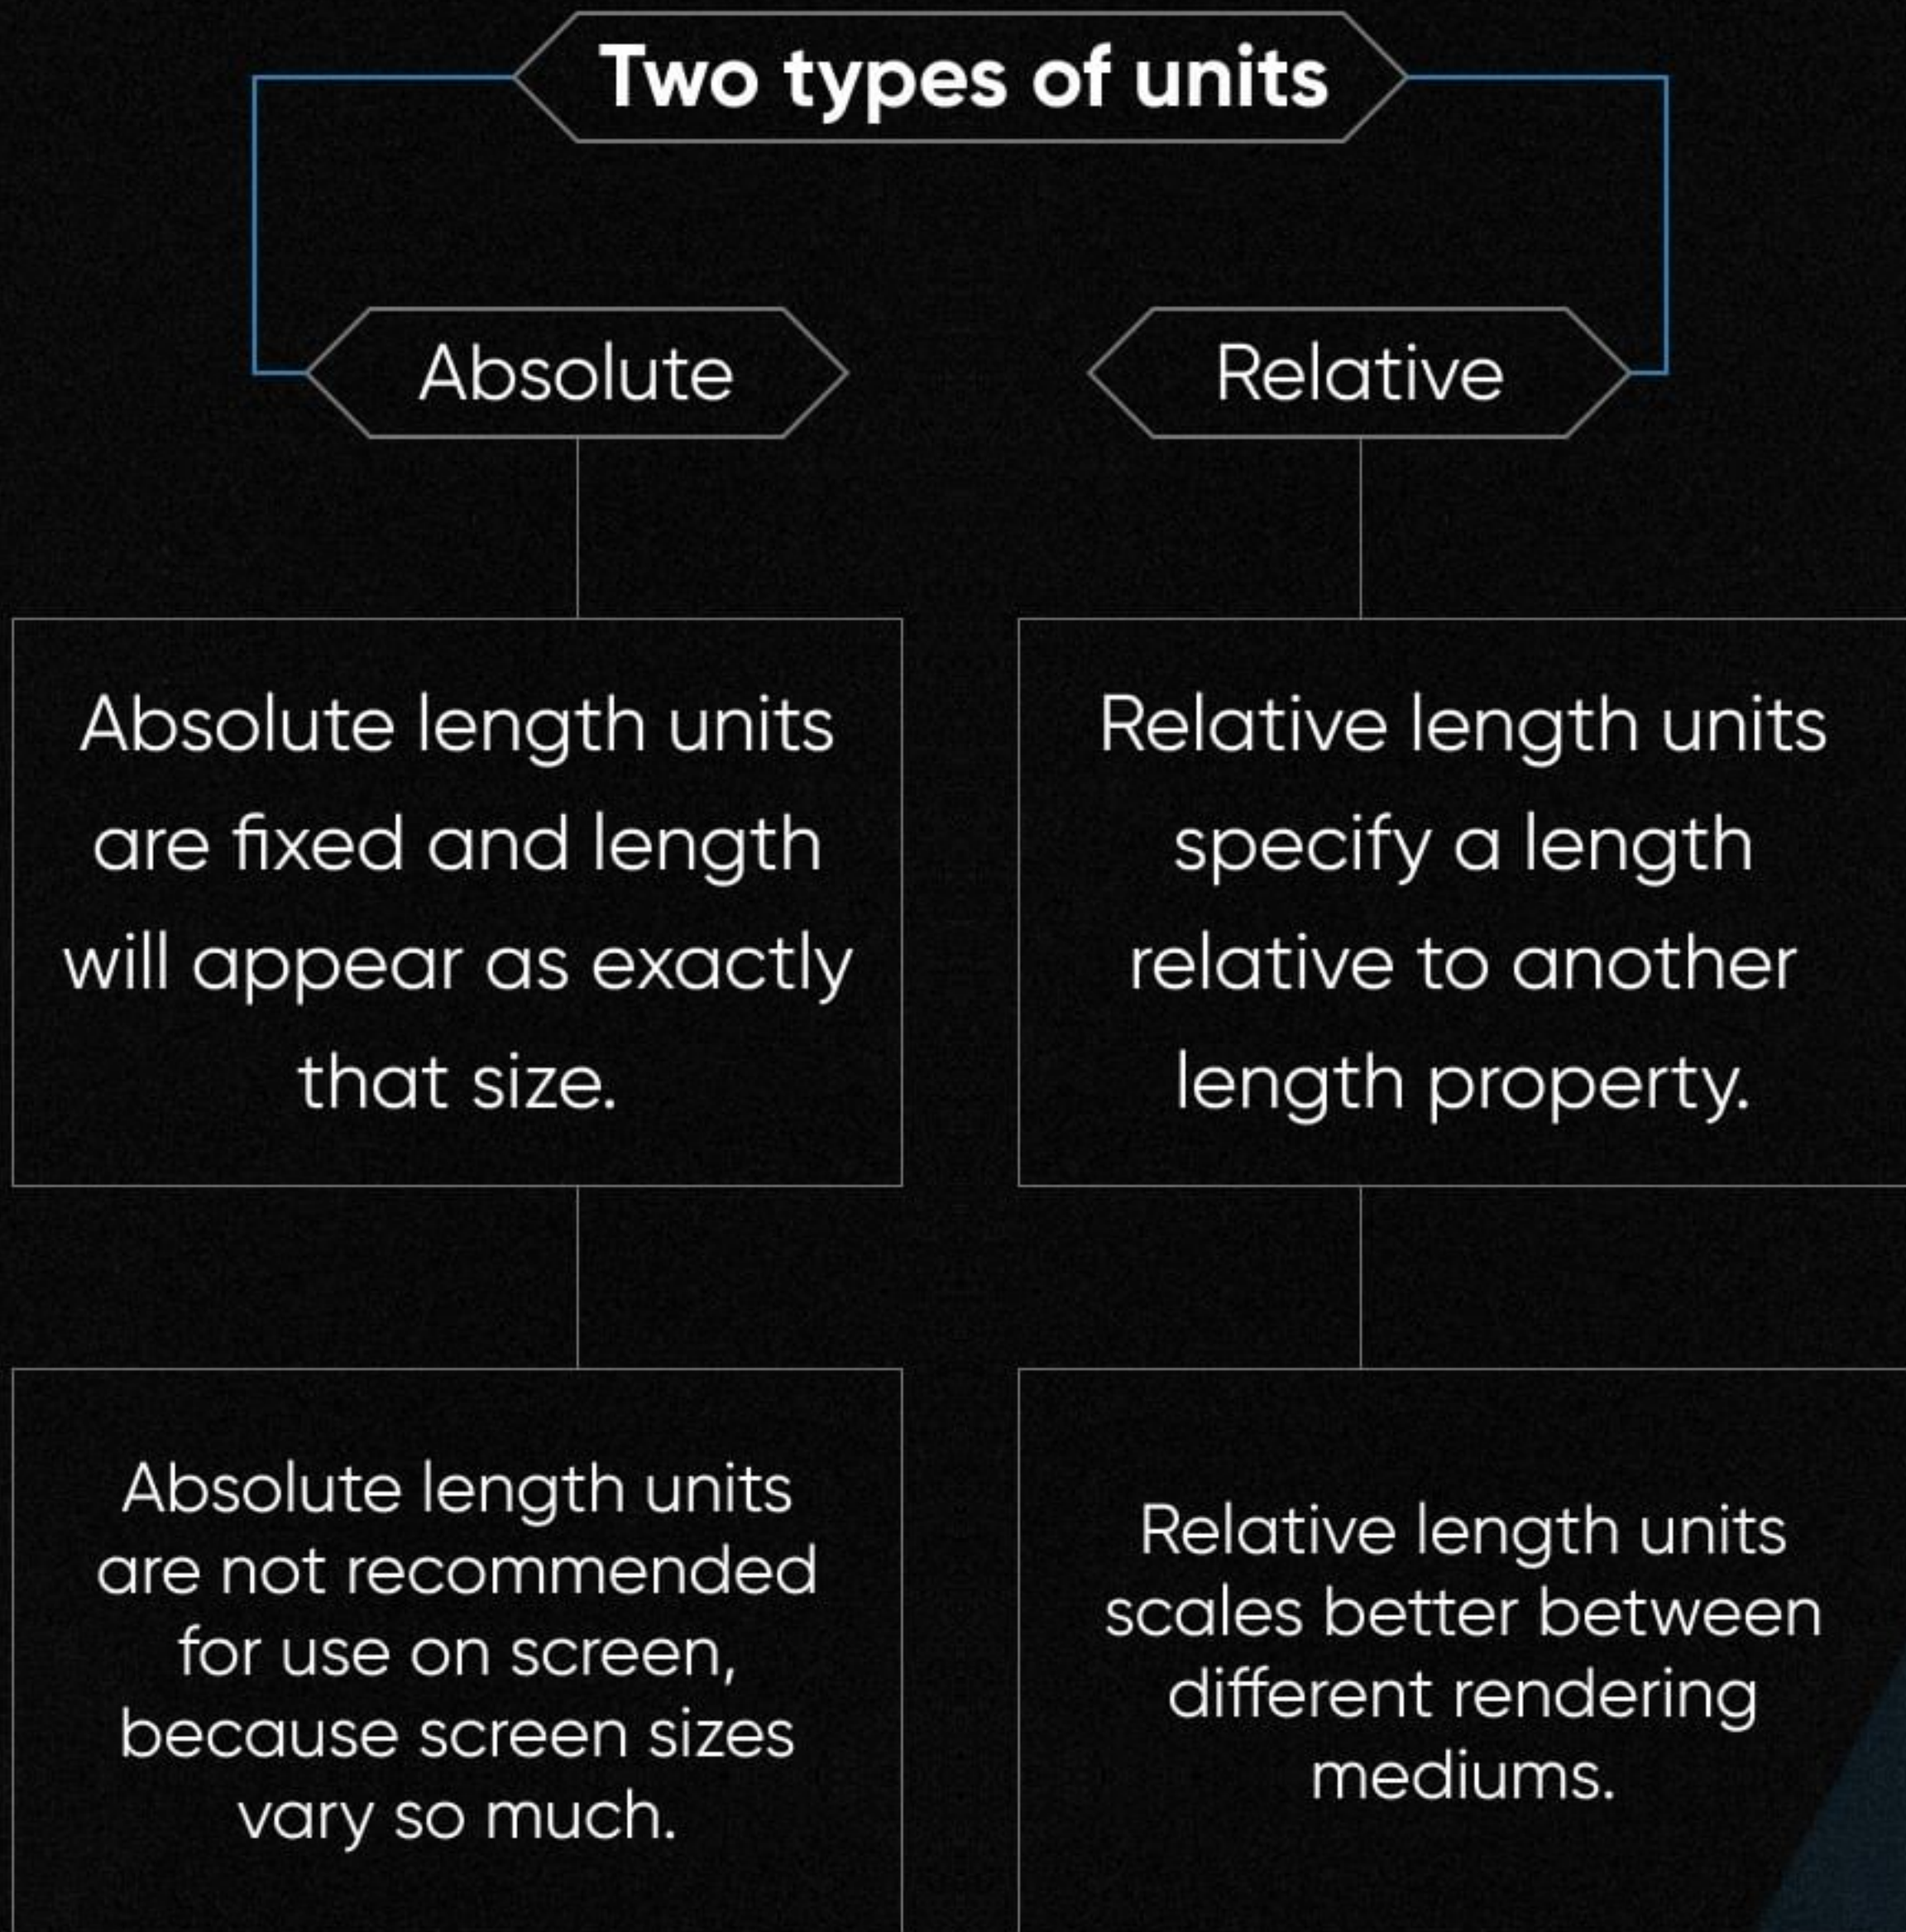 Two types of units
Absolute
Relative
Absolute length units
are fixed and length
will appear as exactly
that size.
Relative length units
specify a length
relative to another
length property.
Absolute length units
are not recommended
for use on screen,
because screen sizes
vary so much.
Relative length units
scales better between
different rendering
mediums.